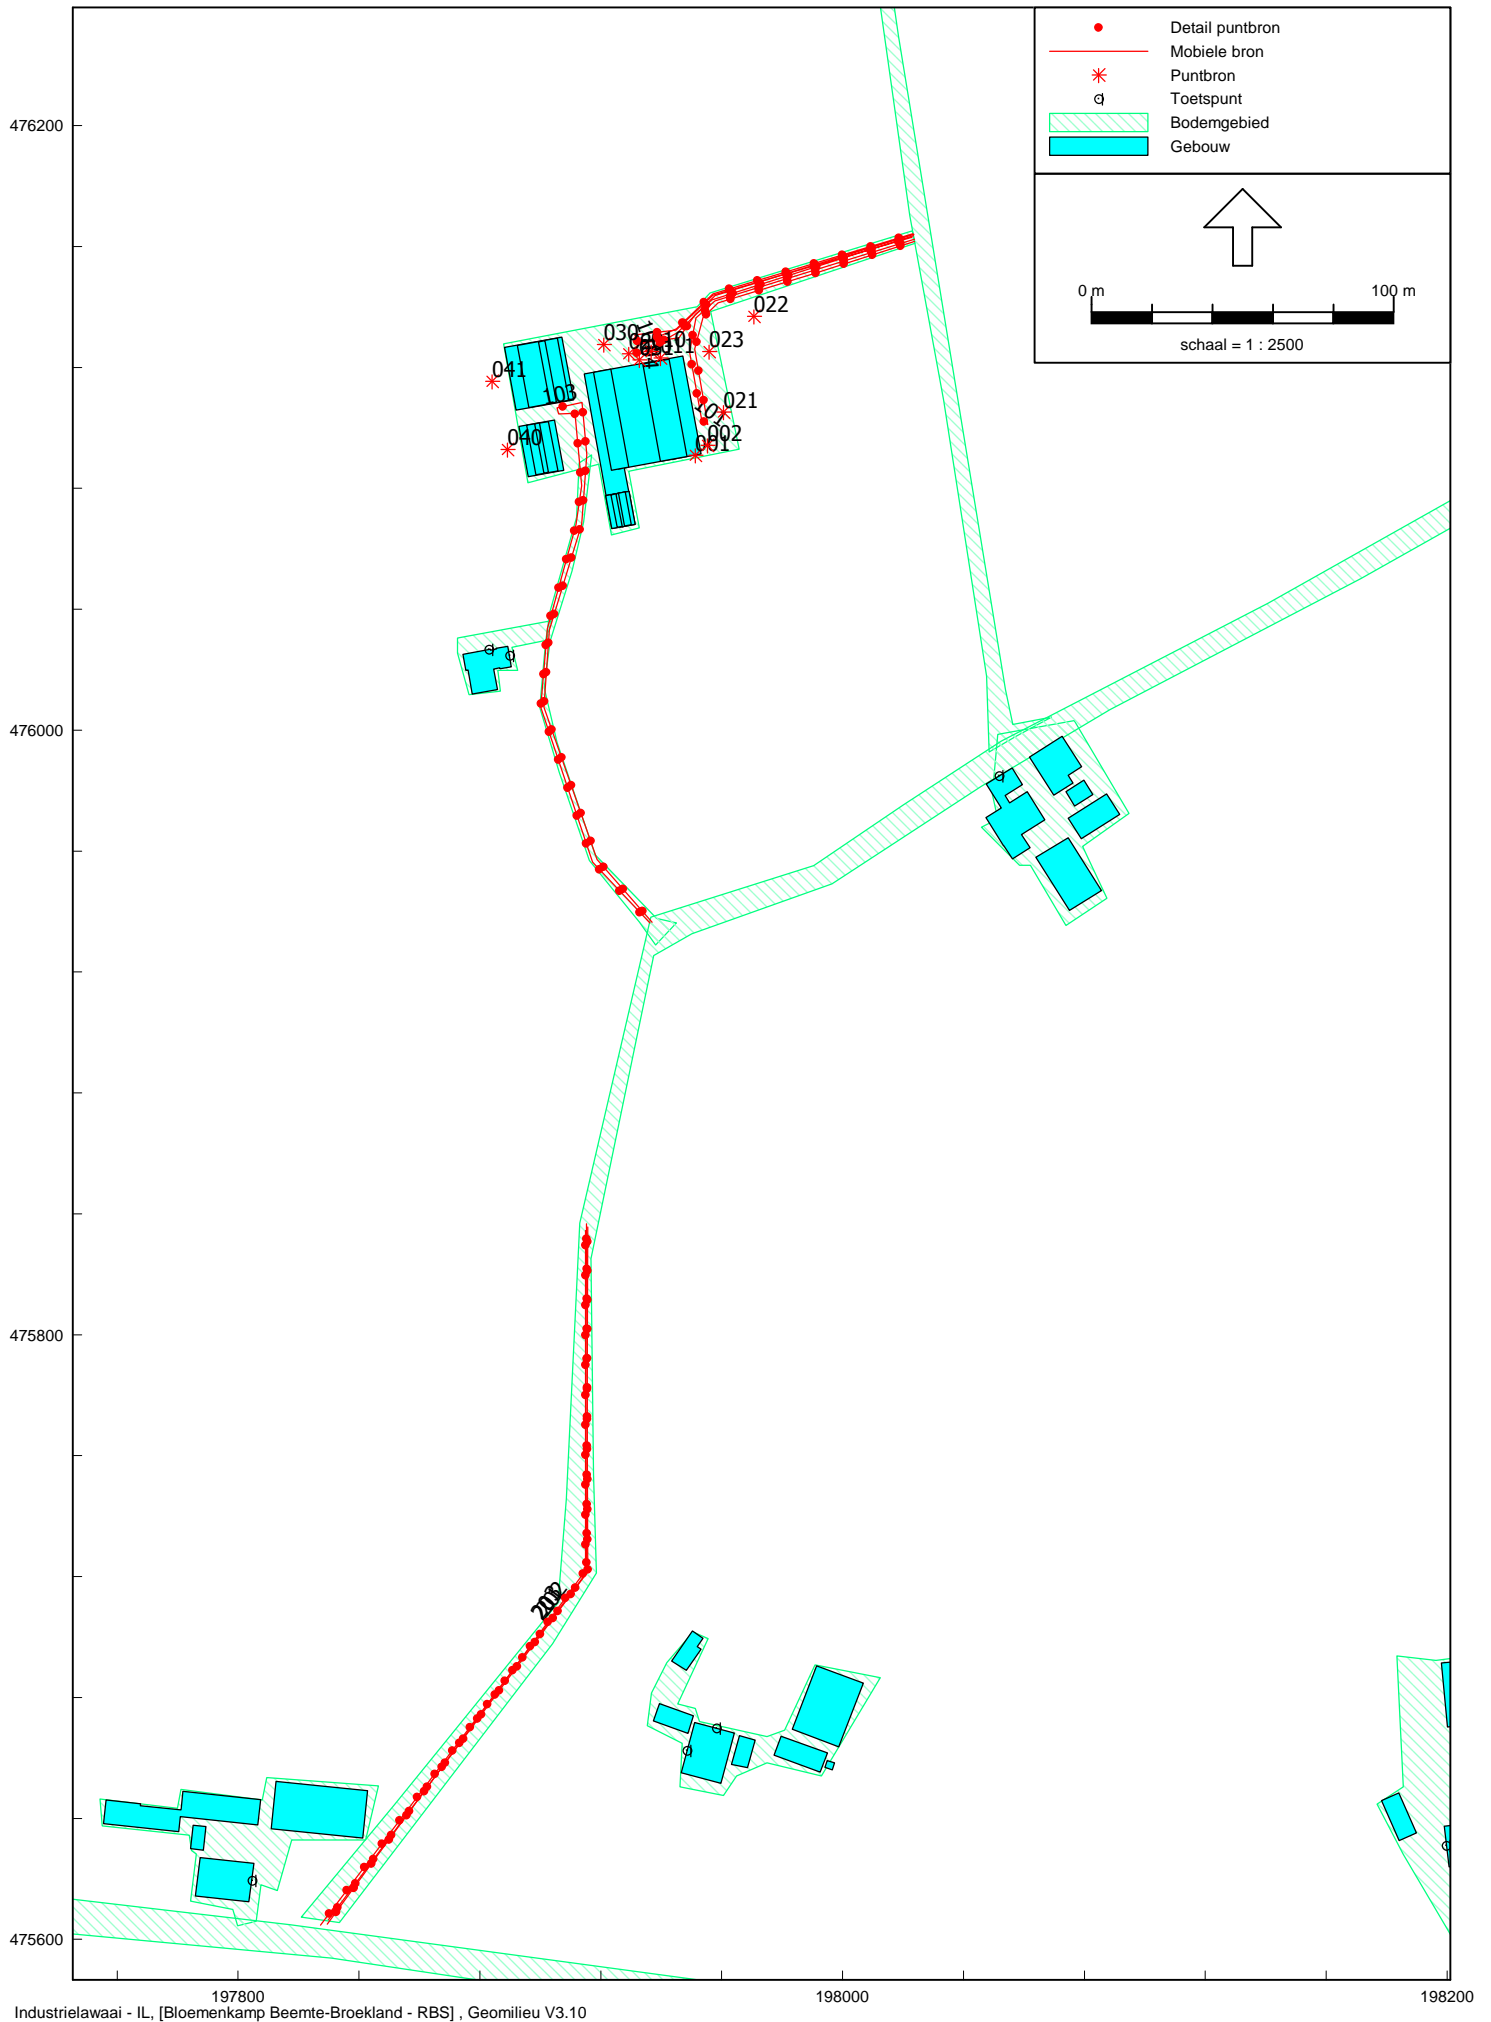 Detail puntbron
Mobiele bron
Puntbron
Toetspunt
Bodemgebied
Gebouw
0 m
100 m
schaal = 1 : 2500
476200
022
030
023
041
103
021
002
040
001
476000
475800
475600
197800
198000
198200
Industrielawaai - IL, [Bloemenkamp Beemte-Broekland - RBS] , Geomilieu V3.10